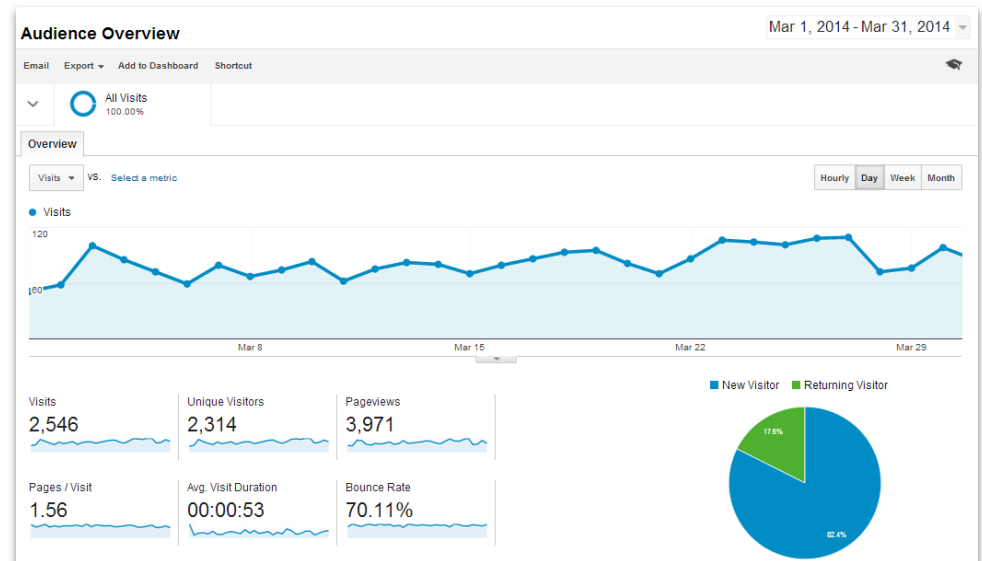 Audience Overview
Mar 1, 2014 - Mar 31, 2014
Email Export Add to Dashboard Shortcut
All Visits
100.00%
Overview
Visits VS. Select a metric
Hourly Day Week Month
Visits
120
60
Mar 8 Mar 15 Mar 22 Mar 29
New Visitor Returning Visitor
Visits Unique Visitors Pageviews
2,546 2,314 3,971
17.6%
Pages / Visit Avg. Visit Duration Bounce Rate
1.56 00:00:53 70.11%
82.4%